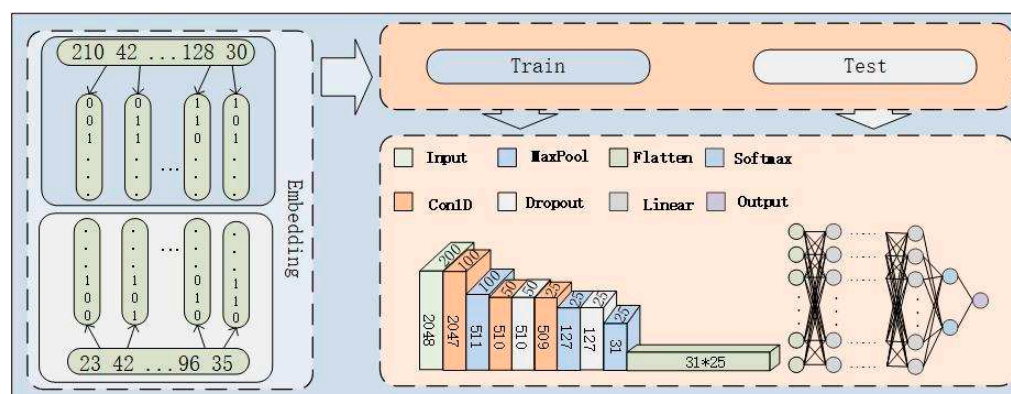 210 42 ... 128 30
0 0 1 . . .
0 1 1 . . .
...
1 1 0 . . .
1 0 1 . . .
. . . 1 0 0
. . . 1 0 1
...
. . . 0 1 0
. . . . 1 1 0
23 42 ... 96 35
Embedding
Train
Test
Input
MaxPool
Flatten
Softmax
Con1D
Dropout
Linear
Output
200
100
100
50
50
25
25
25
25
2048
2047
511
510
510
509
127
127
31
31*25